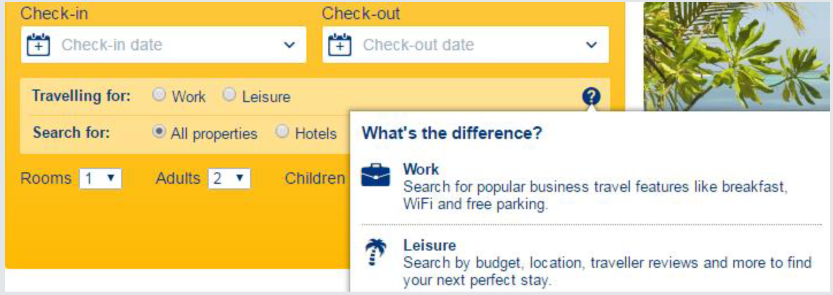 Check-in Check-out
Check-in date Check-out date
Travelling for: Work Leisure ?
Search for: All properties Hotels
Rooms 1 Adults 2 Children
What's the difference?
Work
Search for popular business travel features like breakfast,
WiFi and free parking.
Leisure
Search by budget, location, traveller reviews and more to find
your next perfect stay.